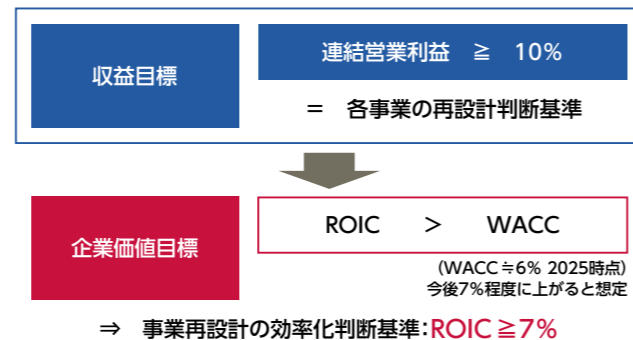 収益目標
連結営業利益 ≧ 10%
= 各事業の再設計判断基準
企業価値目標
ROIC > WACC
(WACC≒6% 2025時点)
今後7%程度に上がると想定
⇒ 事業再設計の効率化判断基準:ROIC≧7%